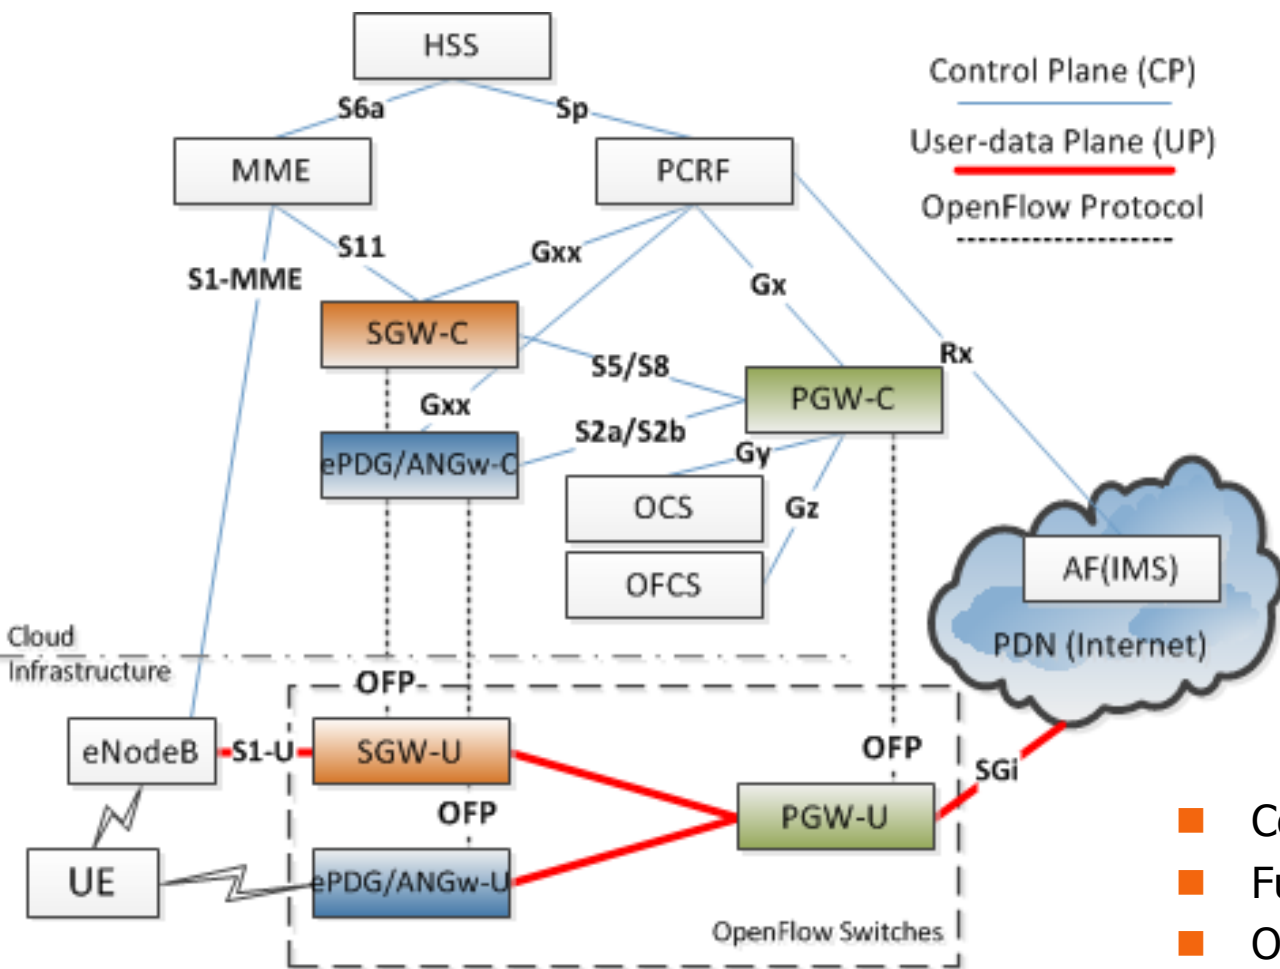 HSS
Control Plane (CP)
S6a
Sp
User-data Plane (UP)
MME
PCRF
OpenFlow Protocol
S11
Gxx
S1-MME
Gx
SGW-C
Rx
S5/S8
PGW-C
Gxx
S2a/S2b
Gy
ePDG/ANGw-C
OCS
Gz
AF(IMS)
OFCS
Cloud
PDN (Internet)
Infrastructure
OFP
eNodeB
S1-U
SGW-U
OFP
SGi
OFP
PGW-U
UE
ePDG/ANGw-U
OpenFlow Switches